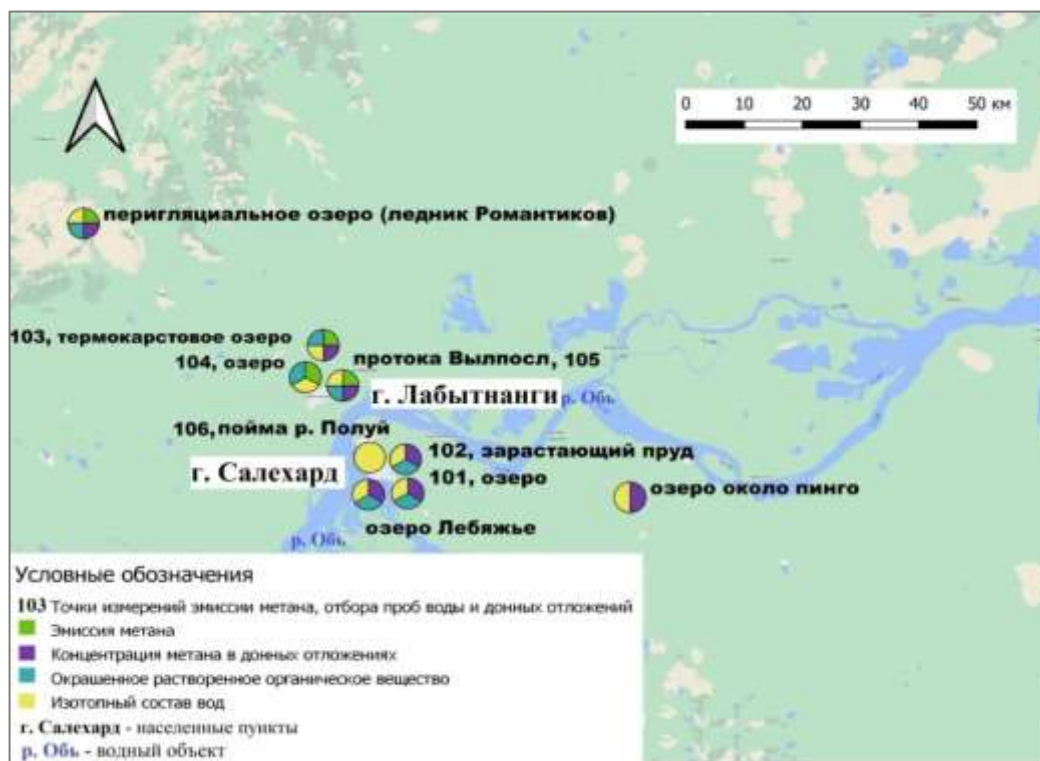 0 10 20 30 40 50 км
перигляциальное озеро (ледник Романтиков)
103, термокарстовое озеро
104, озеро
протока Вылпосл, 105
г. Лабытнанги
р. Обь
106, пойма р. Полуй
102, зарастающий пруд
г. Салехард
101, озеро
озеро около пинго
озеро Лебяжье
р. Обь
Условные обозначения
103 Точки измерений эмиссии метана, отбора проб воды и донных отложений
Эмиссия метана
Концентрация метана в донных отложениях
Окрашенное растворенное органическое вещество
Изотопный состав вод
г. Салехард - населенные пункты
р. Обь - водный объект